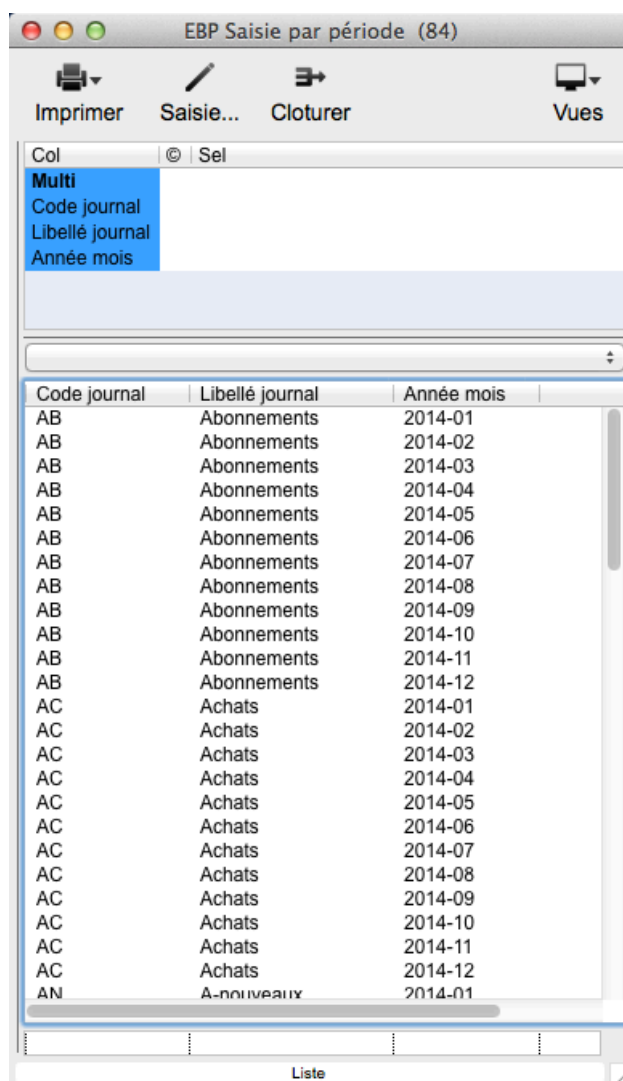 EBP Saisie par période (84)
Imprimer Saisie... Cloturer Vues
Col © Sel
Multi
Code journal
Libellé journal
Année mois
Code journal Libellé journal Année mois
AB Abonnements 2014-01
AB Abonnements 2014-02
AB Abonnements 2014-03
AB Abonnements 2014-04
AB Abonnements 2014-05
AB Abonnements 2014-06
AB Abonnements 2014-07
AB Abonnements 2014-08
AB Abonnements 2014-09
AB Abonnements 2014-10
AB Abonnements 2014-11
AB Abonnements 2014-12
AC Achats 2014-01
AC Achats 2014-02
AC Achats 2014-03
AC Achats 2014-04
AC Achats 2014-05
AC Achats 2014-06
AC Achats 2014-07
AC Achats 2014-08
AC Achats 2014-09
AC Achats 2014-10
AC Achats 2014-11
AC Achats 2014-12
AN A-nouveaux 2014-01
Liste